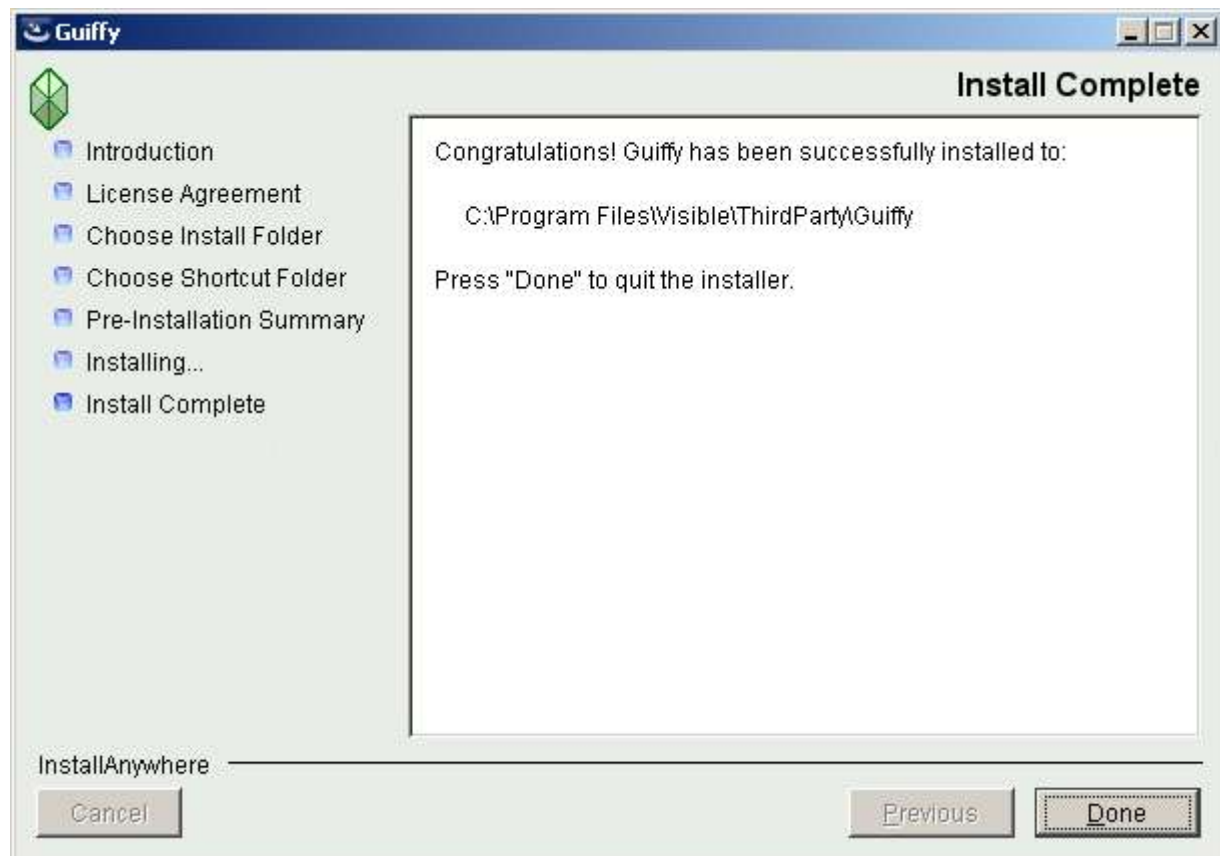 Guiffy
Install Complete
Introduction
License Agreement
Choose Install Folder
Choose Shortcut Folder
Pre-Installation Summary
Installing...
Install Complete
Congratulations! Guiffy has been successfully installed to:
C:\Program Files\Visible\ThirdParty\Guiffy
Press "Done" to quit the installer.
InstallAnywhere
Cancel
Previous
Done